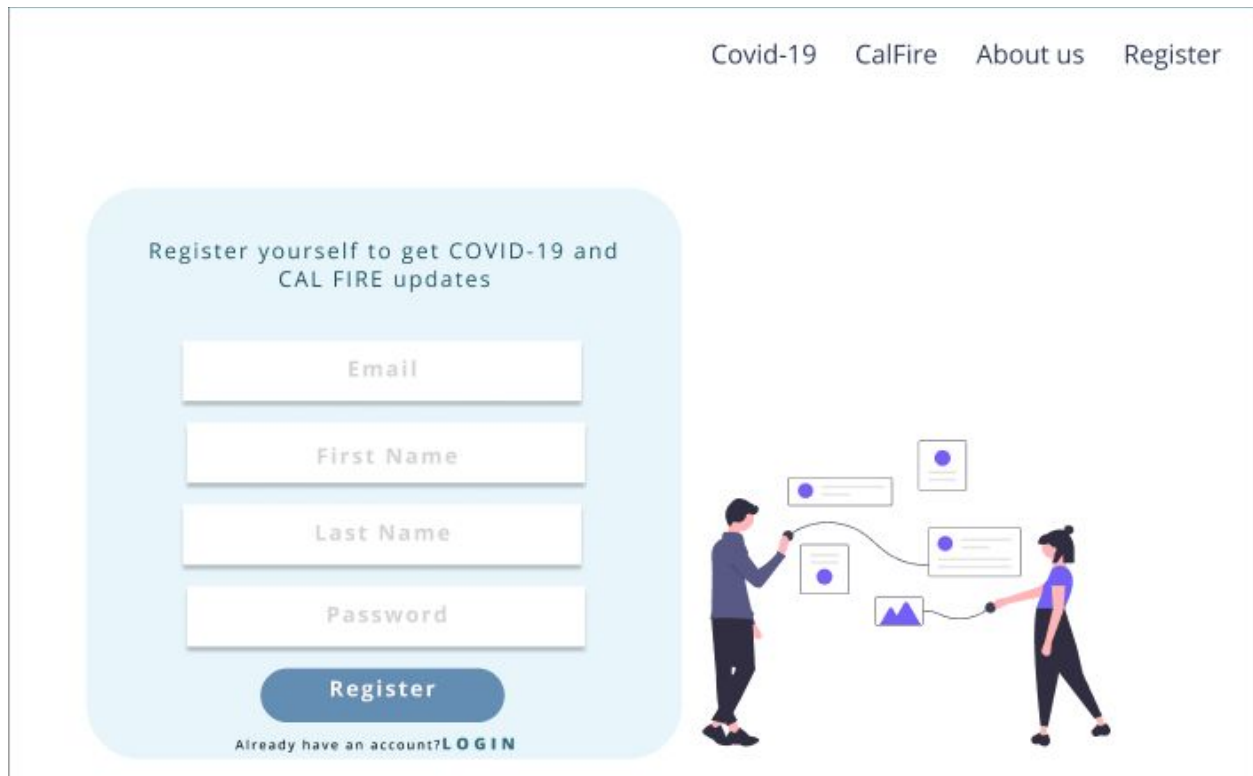 Covid-19 CalFire About us Register
Register yourself to get COVID-19 and
CAL FIRE updates
Email
First Name
Last Name
Password
Register
Already have an account?LOGIN